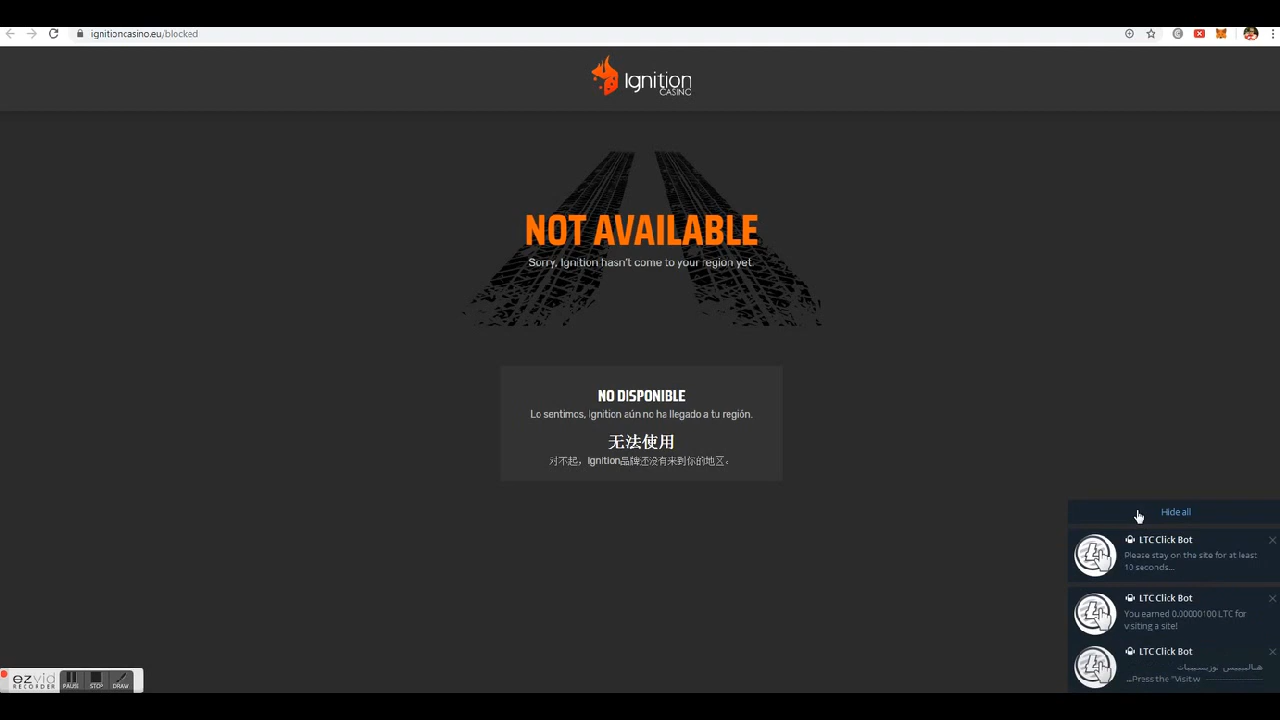 ignitioncasino.eu/blocked
Ignition
CASINO
NOT AVAILABLE
Sorry, Ignition hasn't come to your region yet.
NO DISPONIBLE
Lo sentimos, Ignition aún no ha llegado a tu región.
无法使用
对不起，Ignition品牌还没有来到你的地区。
Hide all
LTC Click Bot
Please stay on the site for at least
10 seconds...
LTC Click Bot
You earned 0.00000100 LTC for
visiting a site!
LTC Click Bot
...Press the "Visit w
ezvid
RECORDER
PAUSE
STOP
DRAW